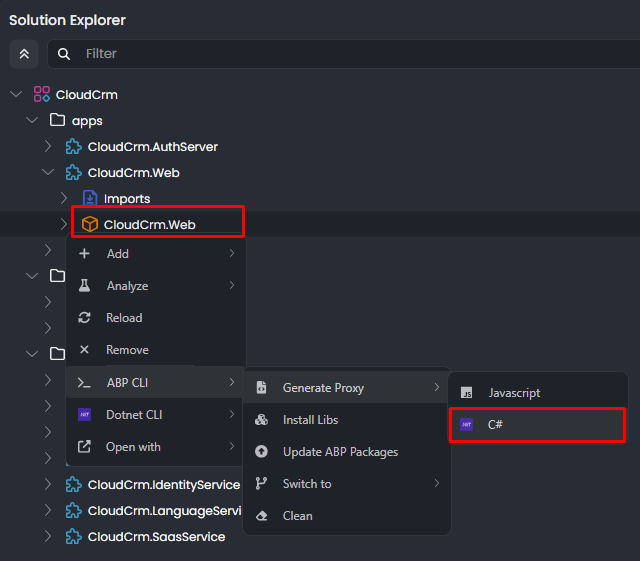 Solution Explorer
Filter
CloudCrm
apps
CloudCrm.AuthServer
CloudCrm.Web
Imports
CloudCrm.Web
Add
Analyze
Reload
Remove
ABP CLI
Generate Proxy
Javascript
Dotnet CLI
Install Libs
C#
Open with
Update ABP Packages
CloudCrm.IdentityService
Switch to
CloudCrm.LanguageServi
Clean
CloudCrm.SaasService